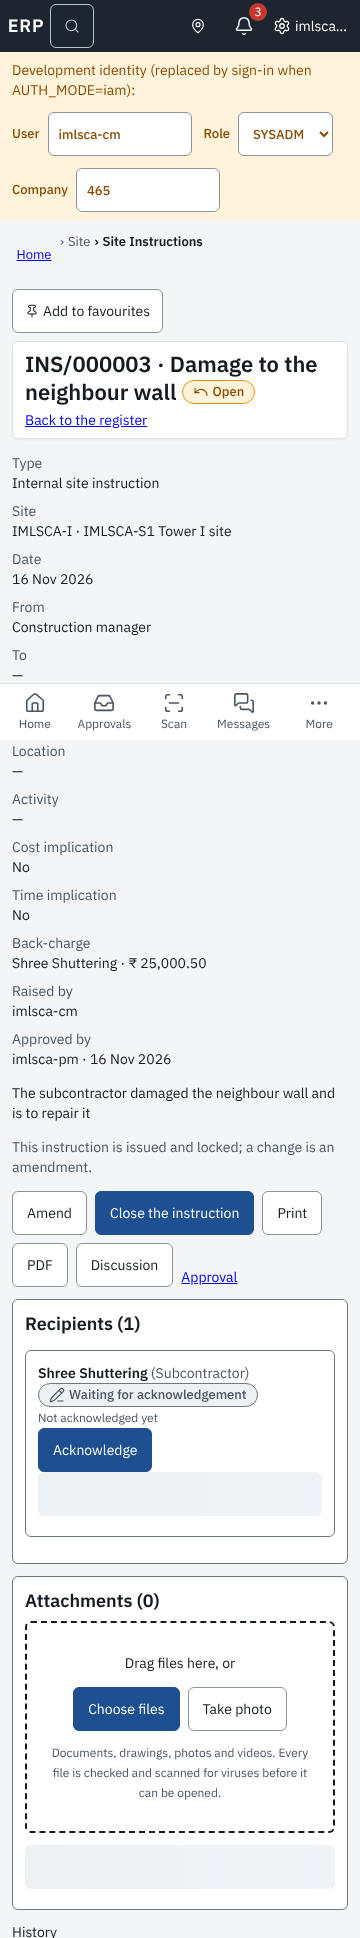 ERP
3
imlsca...
Development identity (replaced by sign-in when
AUTH_MODE=iam):
User imlsca-cm Role SYSADM
Company 465
Home › Site › Site Instructions
Add to favourites
INS/000003 · Damage to the
neighbour wall Open
Back to the register
Type
Internal site instruction
Site
IMLSCA-I · IMLSCA-S1 Tower I site
Date
16 Nov 2026
From
Construction manager
To
—
Home Approvals Scan Messages More
Location
—
Activity
—
Cost implication
No
Time implication
No
Back-charge
Shree Shuttering · ₹ 25,000.50
Raised by
imlsca-cm
Approved by
imlsca-pm · 16 Nov 2026
The subcontractor damaged the neighbour wall and
is to repair it
This instruction is issued and locked; a change is an
amendment.
Amend Close the instruction Print
PDF Discussion Approval
Recipients (1)
Shree Shuttering (Subcontractor)
Waiting for acknowledgement
Not acknowledged yet
Acknowledge
Attachments (0)
Drag files here, or
Choose files Take photo
Documents, drawings, photos and videos. Every
file is checked and scanned for viruses before it
can be opened.
History